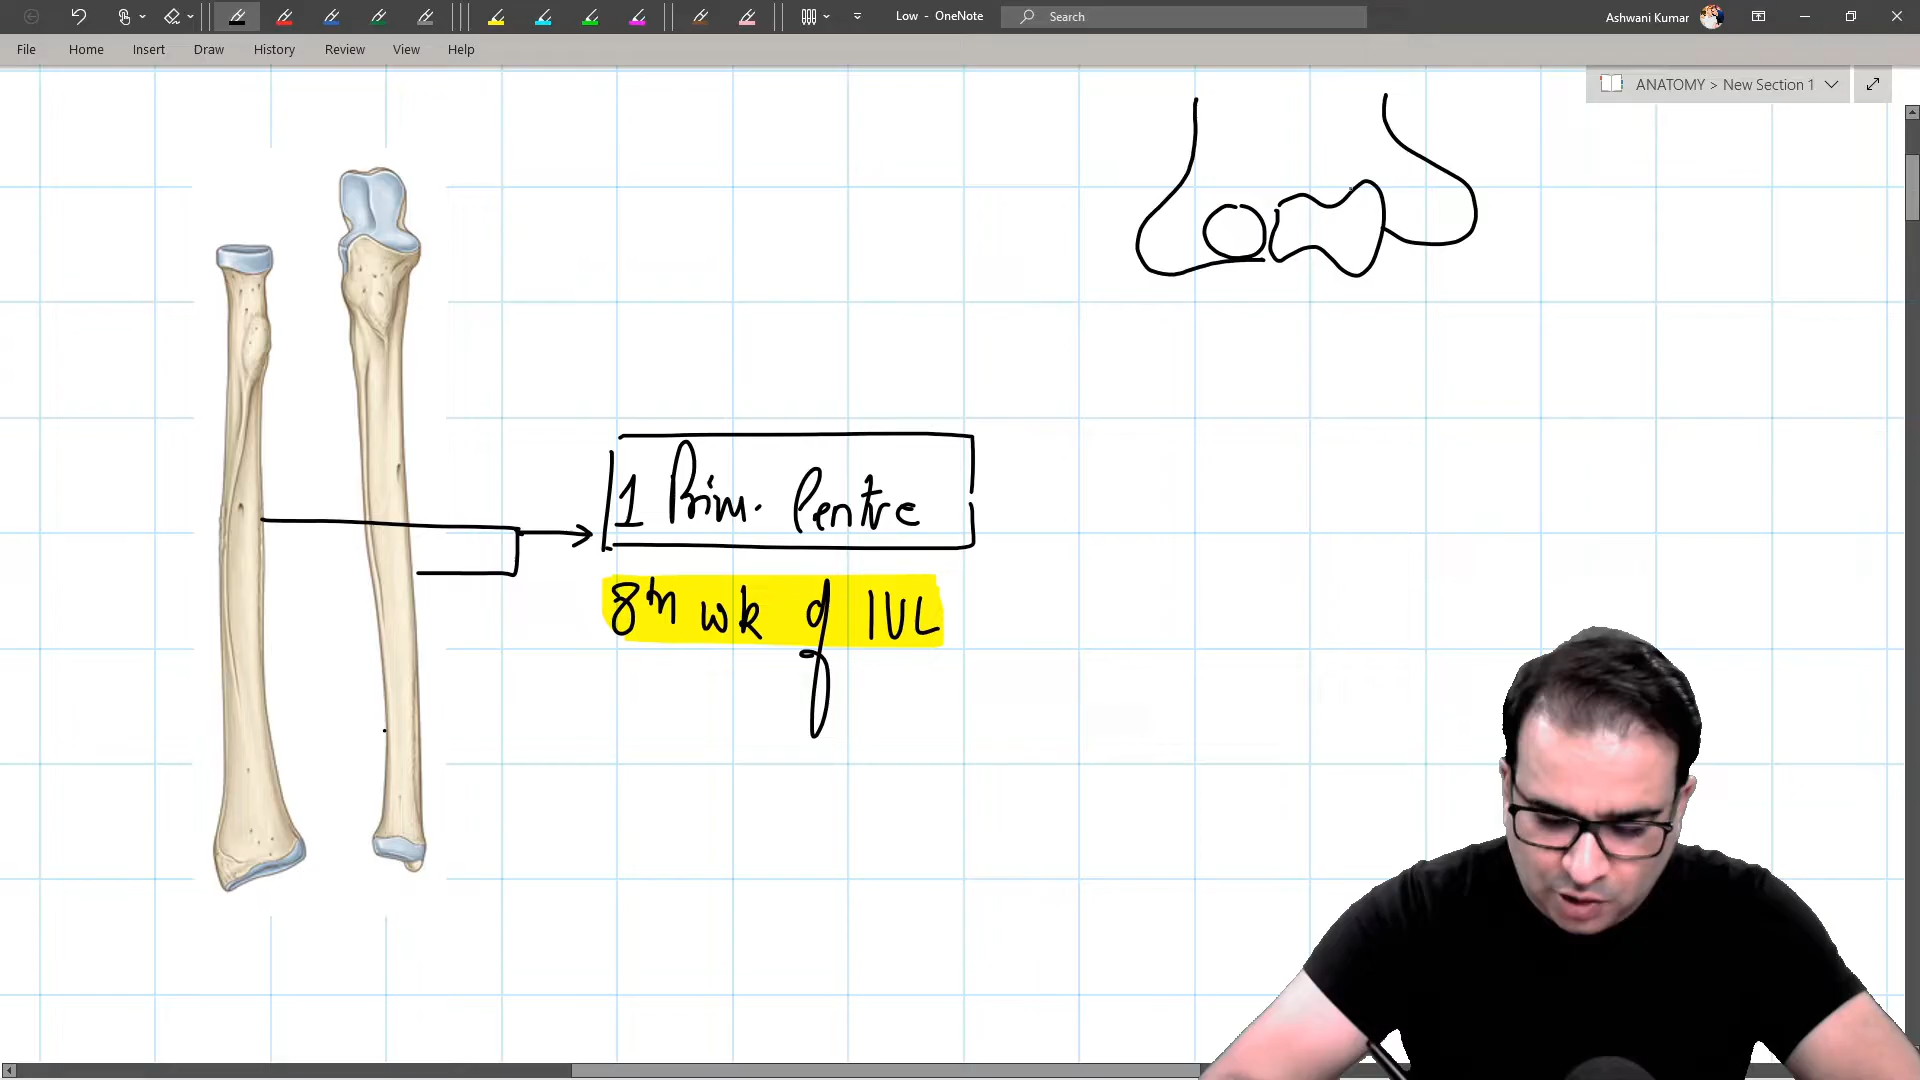 Low - OneNote
Search
Ashwani Kumar
File Home Insert Draw History Review View Help
ANATOMY > New Section 1
1 Prim. Centre
8th wk of IUL